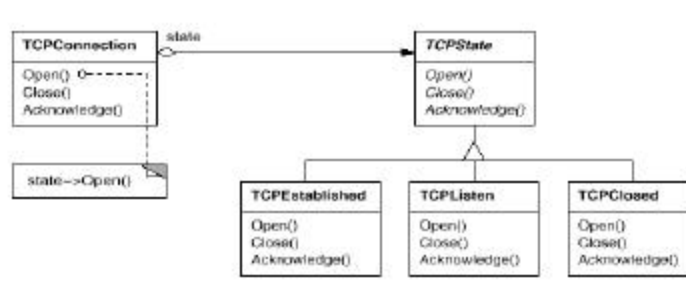 state
TCPConnection
Open()
Close()
Acknowledge()
state->Open()
TCPState
Open()
Close()
Acknowledge()
TCPEstablished
Open()
Close()
Acknowledge()
TCPListen
Open()
Close()
Acknowledge()
TCPClosed
Open()
Close()
Acknowledge()